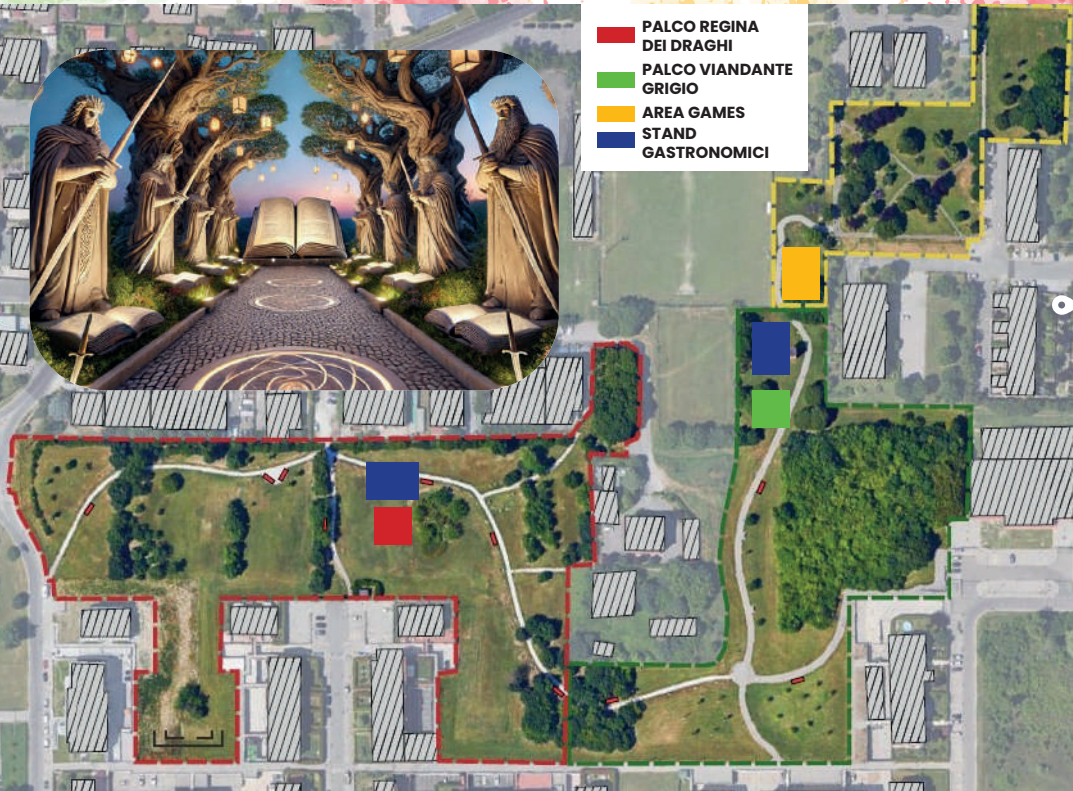 PALCO REGINA
DEI DRAGHI
PALCO VIANDANTE
GRIGIO
AREA GAMES
STAND
GASTRONOMICI